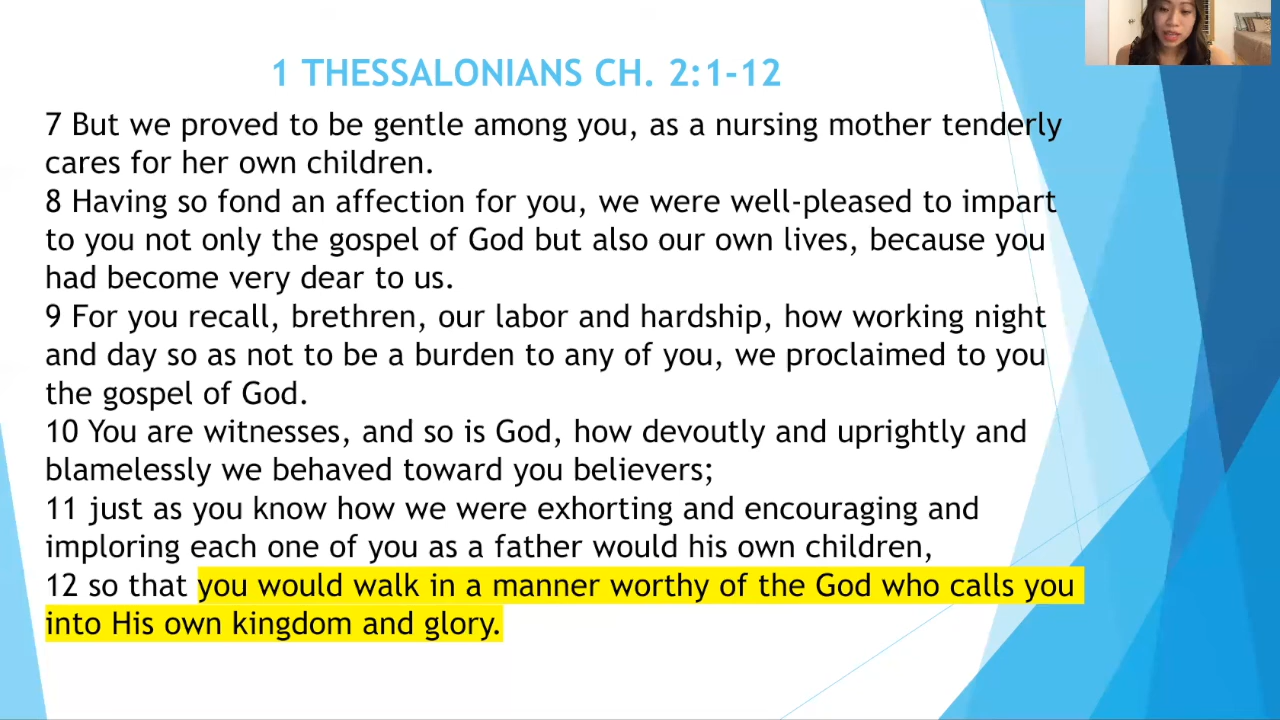 1 THESSALONIANS CH. 2:1-12
7 But we proved to be gentle among you, as a nursing mother tenderly
cares for her own children.
8 Having so fond an affection for you, we were well-pleased to impart
to you not only the gospel of God but also our own lives, because you
had become very dear to us.
9 For you recall, brethren, our labor and hardship, how working night
and day so as not to be a burden to any of you, we proclaimed to you
the gospel of God.
10 You are witnesses, and so is God, how devoutly and uprightly and
blamelessly we behaved toward you believers;
11 just as you know how we were exhorting and encouraging and
imploring each one of you as a father would his own children,
12 so that you would walk in a manner worthy of the God who calls you
into His own kingdom and glory.